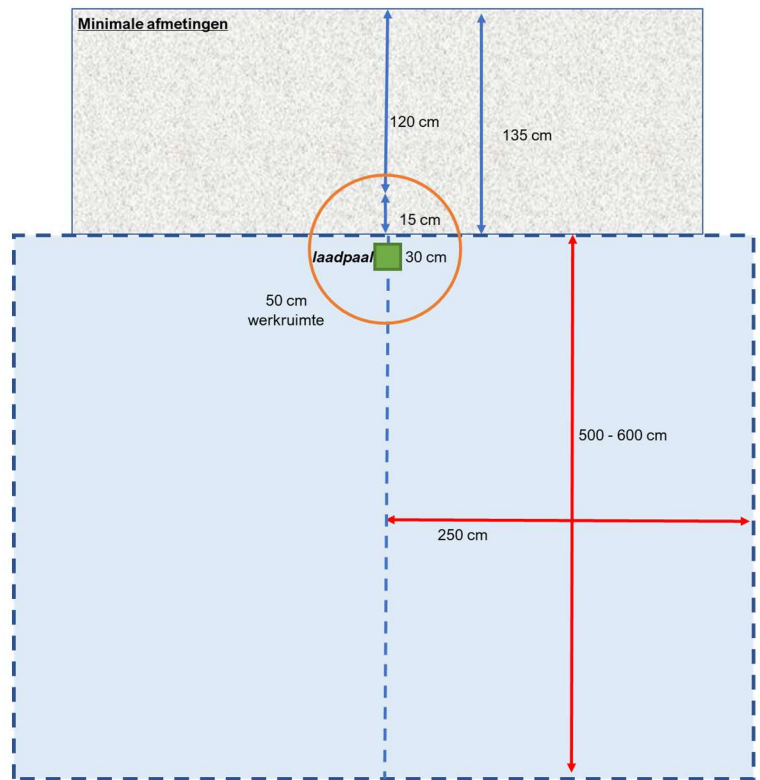 Minimale afmetingen
120 cm
135 cm
15 cm
laadpaal
30 cm
50 cm
werkruimte
500 - 600 cm
250 cm